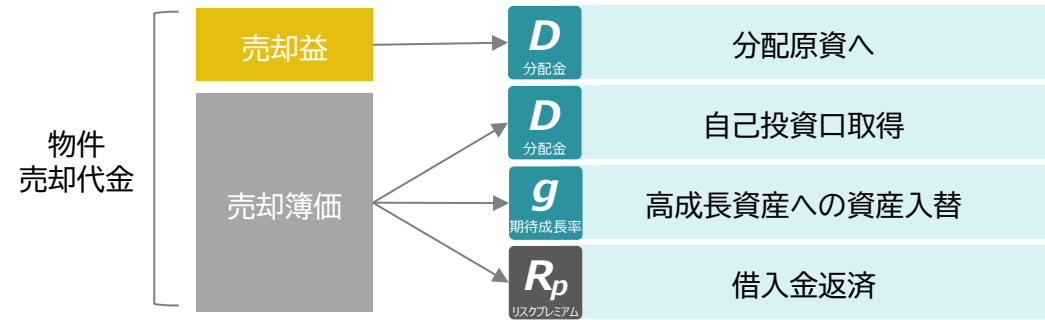 物件
売却代金
売却益
D
分配金
分配原資へ
売却簿価
D
分配金
自己投資口取得
g
期待成長率
高成長資産への資産入替
Rp
リスクプレミアム
借入金返済